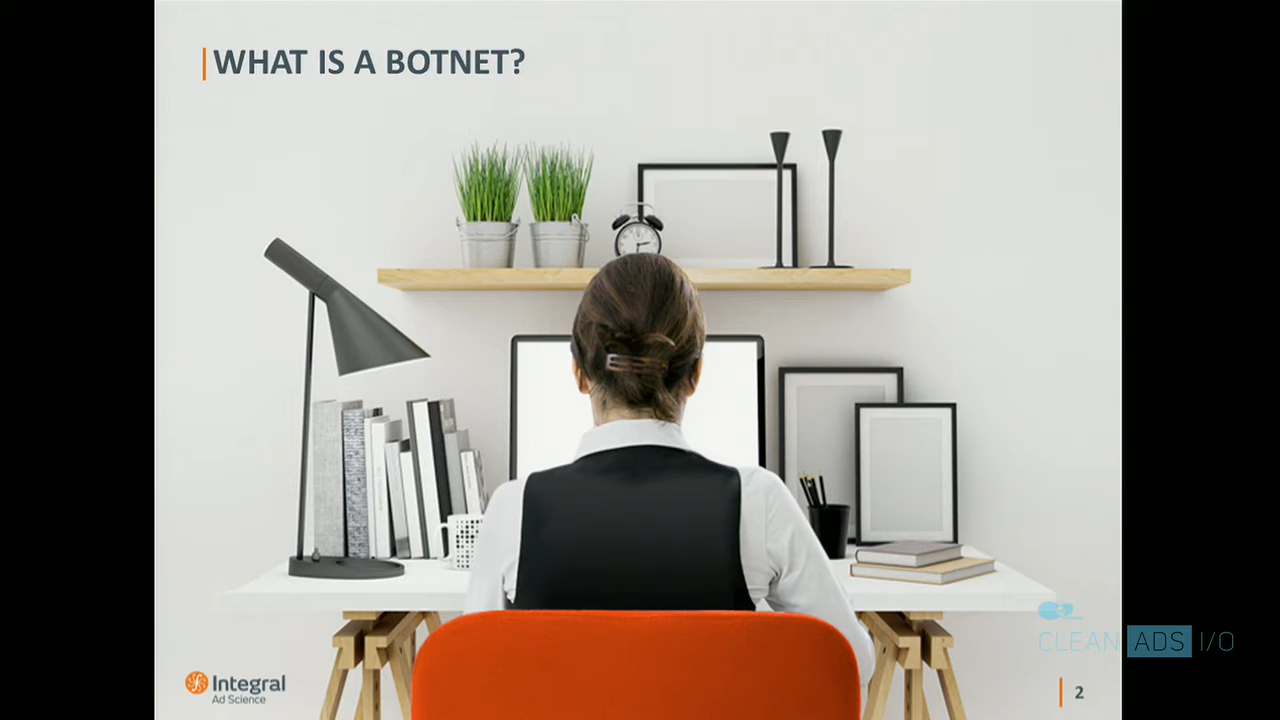 WHAT IS A BOTNET?
CLEAN ADS I/O
Integral
Ad Science
2